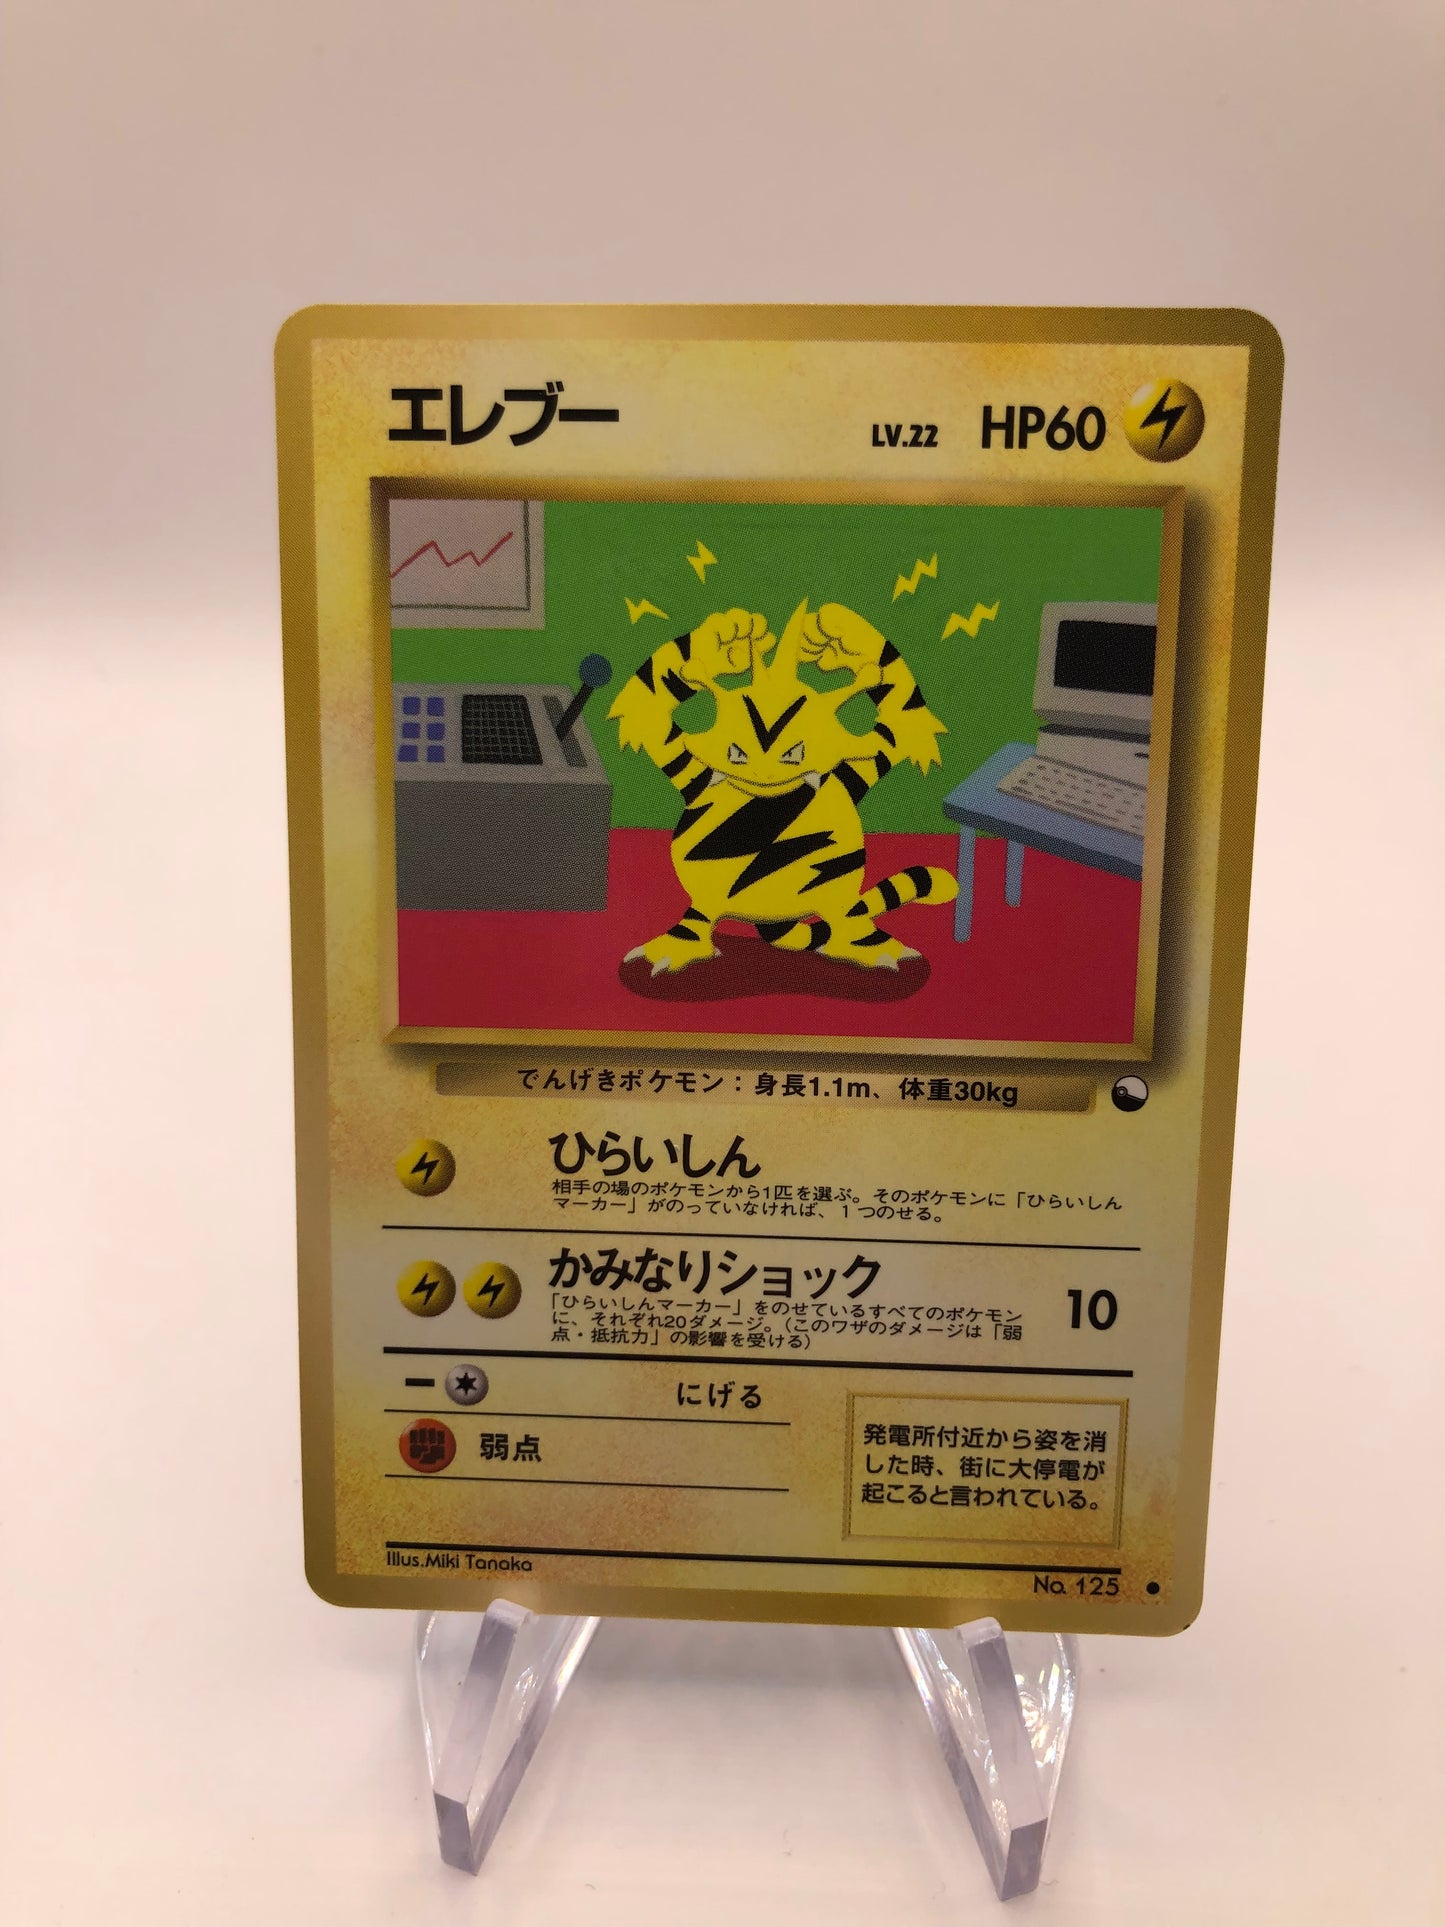 エレブー LV.22 HP60
でんげきポケモン：身長1.1m、体重30kg
ひらいしん
相手の場のポケモンから1匹を選ぶ。そのポケモンに「ひらいしん
マーカー」がのっていなければ、1つのせる。
かみなりショック 10
「ひらいしんマーカー」をのせているすべてのポケモン
に、それぞれ20ダメージ。（このワザのダメージは「弱
点・抵抗力」の影響を受ける）
ー にげる
弱点
発電所付近から姿を消
した時、街に大停電が
起こると言われている。
Illus.Miki Tanaka
No. 125 ●